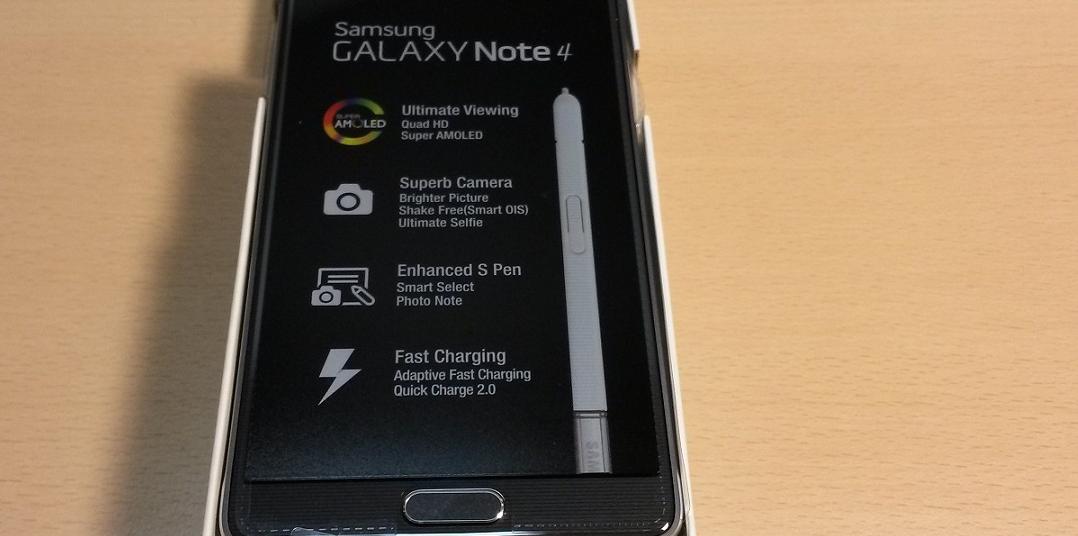 Samsung
GALAXY Note 4
SUPER
AMOLED
Ultimate Viewing
Quad HD
Super AMOLED
Superb Camera
Brighter Picture
Shake Free(Smart OIS)
Ultimate Selfie
Enhanced S Pen
Smart Select
Photo Note
Fast Charging
Adaptive Fast Charging
Quick Charge 2.0
SAM